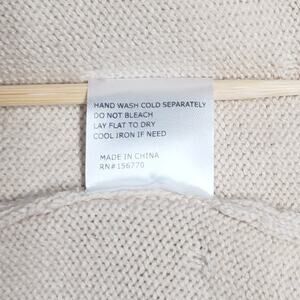 HAND WASH COLD SEPARATELY
DO NOT BLEACH
LAY FLAT TO DRY
COOL IRON IF NEED
MADE IN CHINA
RN#156770